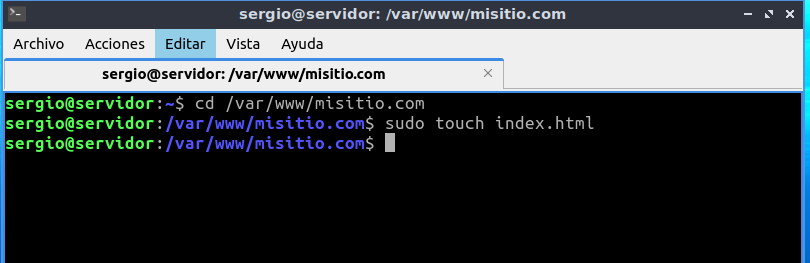 sergio@servidor: /var/www/misitio.com
Archivo Acciones Editar Vista Ayuda
sergio@servidor: /var/www/misitio.com
sergio@servidor:~$ cd /var/www/misitio.com
sergio@servidor:/var/www/misitio.com$ sudo touch index.html
sergio@servidor:/var/www/misitio.com$